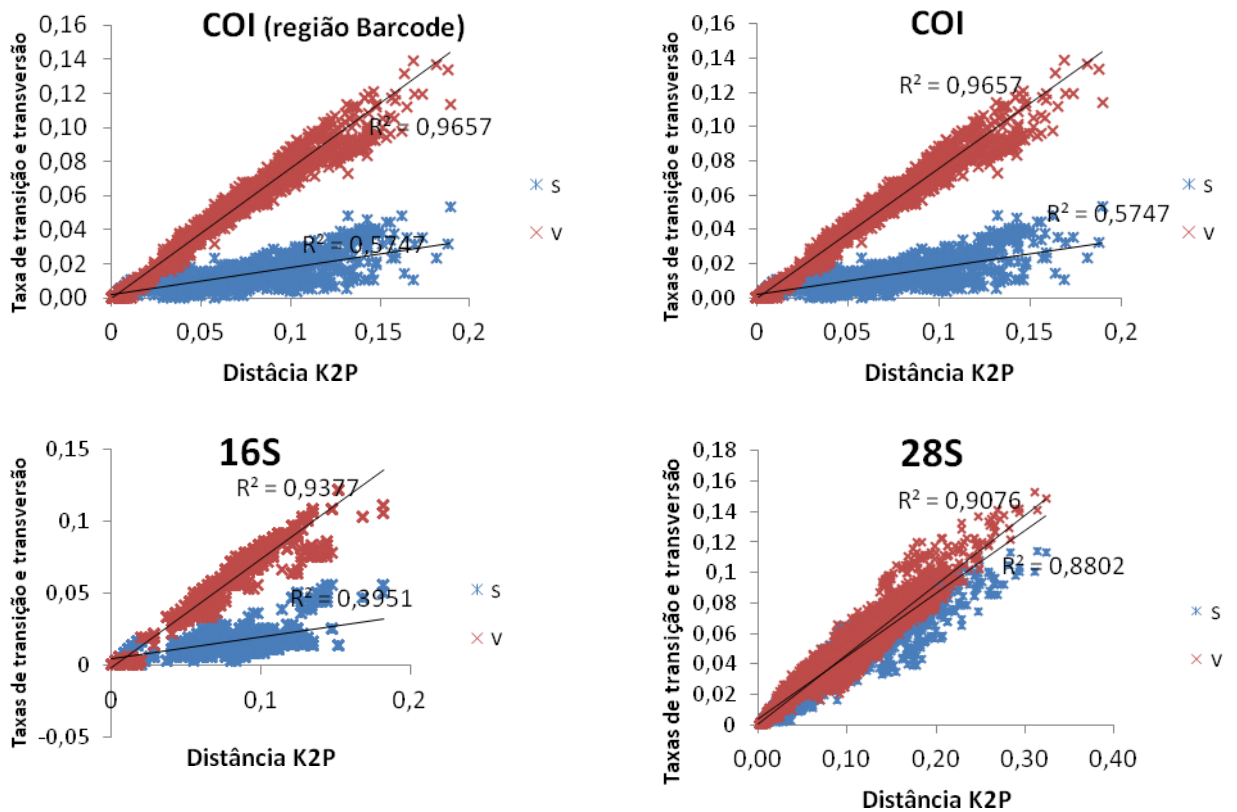 COI (região Barcode)
Taxas de transição e transversão
0,16
0,14
0,12
0,10
0,08
0,06
0,04
0,02
0,00
R² = 0,9657
R² = 0,5747
S
V
0
0,05
0,1
0,15
0,2
Distâcia K2P
COI
Taxas de transição e transversão
0,16
0,14
0,12
0,10
0,08
0,06
0,04
0,02
0,00
R² = 0,9657
R² = 0,5747
S
V
0
0,05
0,1
0,15
0,2
Distância K2P
16S
Taxas de transição e transversão
0,15
0,1
0,05
0
-0,05
R² = 0,9377
R² = 0,3951
S
V
0
0,1
0,2
Distância K2P
28S
Taxas de transição e transversão
0,18
0,16
0,14
0,12
0,1
0,08
0,06
0,04
0,02
0
R² = 0,9076
R² = 0,8802
S
V
0,00
0,10
0,20
0,30
0,40
Distância K2P